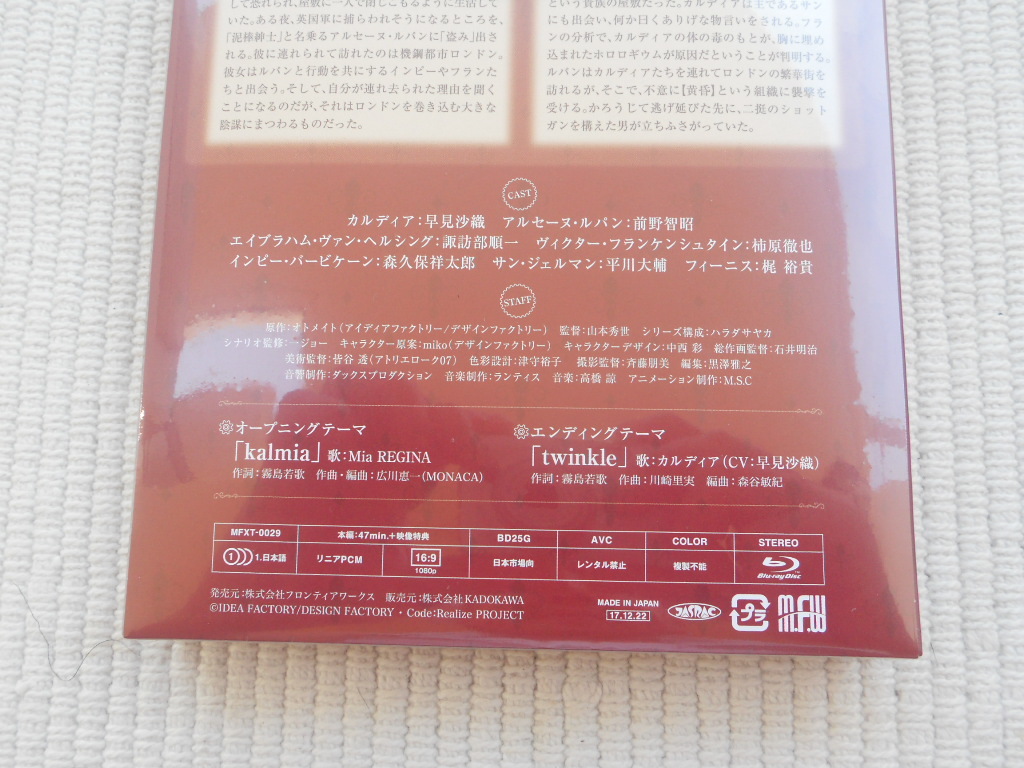 して恐れられ、屋敷に一人で閉じこもるように生活して
いた。ある夜、英国軍に捕らわれそうになるところを、
「泥棒紳士」と名乗るアルセーヌ・ルパンに「盗み」出さ
れる。彼に連れられて訪れたのは機鋼都市ロンドン。
彼女はルパンと行動を共にするインピーやフランた
ちと出会う。そして、自分が連れ去られた理由を聞く
ことになるのだが、それはロンドンを巻き込む大きな
陰謀にまつわるものだった。
という貴族の屋敷だった。カルディアは主であるサン
にも出会い、何か曰くありげな物言いをされる。フラ
ンの分析で、カルディアの体の毒のもとが、胸に埋め
込まれたホロロギウムが原因だということが判明する。
ルパンはカルディアたちを連れてロンドンの繁華街を
訪れるが、そこで、不意に【黄昏】という組織に襲撃を
受ける。かろうじて逃げ延びた先に、二挺のショット
ガンを構えた男が立ちふさがっていた。
CAST
カルディア：早見沙織　アルセーヌ・ルパン：前野智昭
エイブラハム・ヴァン・ヘルシング：諏訪部順一　ヴィクター・フランケンシュタイン：柿原徹也
インピー・バービケーン：森久保祥太郎　サン・ジェルマン：平川大輔　フィーニス：梶 裕貴
STAFF
原作：オトメイト（アイディアファクトリー/デザインファクトリー）　監督：山本秀世　シリーズ構成：ハラダサヤカ
シナリオ監修：一ジョー　キャラクター原案：miko（デザインファクトリー）　キャラクターデザイン：中西 彩　総作画監督：石井明治
美術監督：皆谷 透（アトリエローク07）　色彩設計：津守裕子　撮影監督：斉藤朋美　編集：黒澤雅之
音響制作：ダックスプロダクション　音楽制作：ランティス　音楽：高橋 諒　アニメーション制作：M.S.C
オープニングテーマ
「kalmia」歌：Mia REGINA
作詞：霧島若歌　作曲・編曲：広川恵一（MONACA）
エンディングテーマ
「twinkle」歌：カルディア（CV：早見沙織）
作詞：霧島若歌　作曲：川崎里実　編曲：森谷敏紀
MFXT-0029 本編：47min.＋映像特典 BD25G AVC COLOR STEREO
1 1.日本語 リニアPCM 16:9 1080p 日本市場向 レンタル禁止 複製不能 Blu-ray Disc
発売元：株式会社フロンティアワークス　販売元：株式会社KADOKAWA
©IDEA FACTORY/DESIGN FACTORY・Code:Realize PROJECT
MADE IN JAPAN
17.12.22
JASRAC
プラ
M.F.W